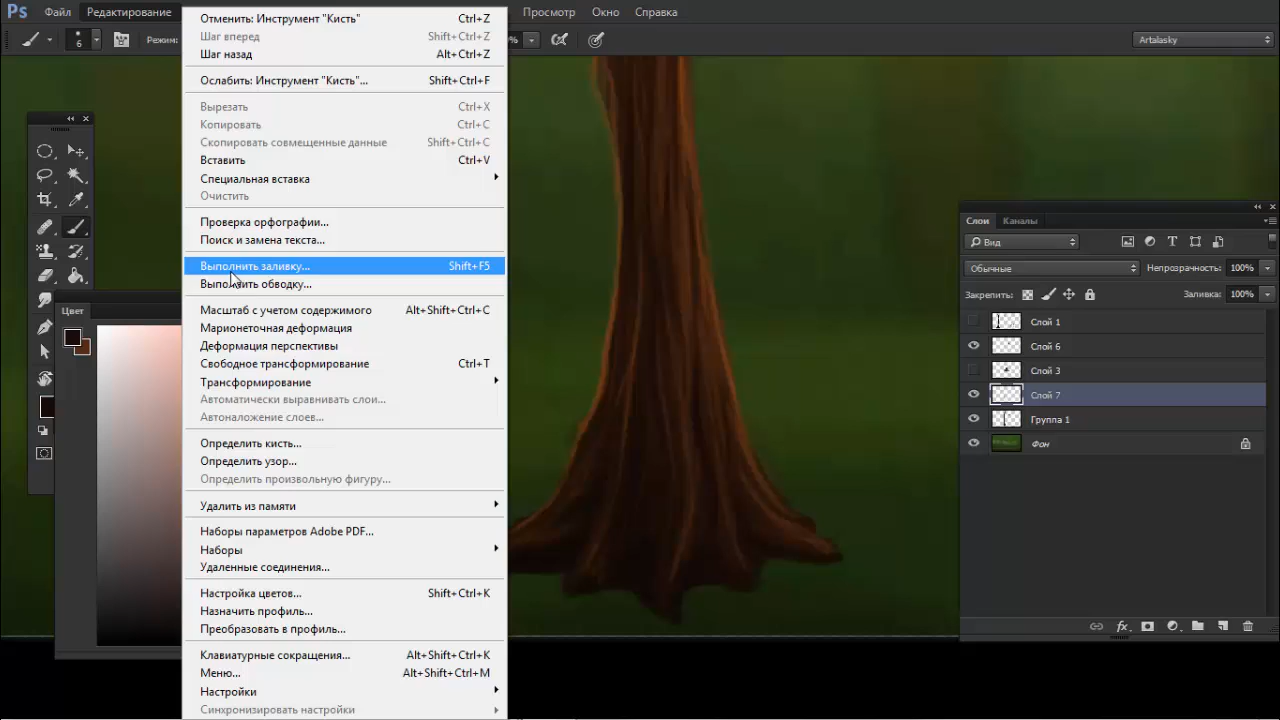 Ps Файл Редактирование Просмотр Окно Справка
6 Режим: % Artalasky
Отменить: Инструмент "Кисть" Ctrl+Z
Шаг вперед Shift+Ctrl+Z
Шаг назад Alt+Ctrl+Z
Ослабить: Инструмент "Кисть"... Shift+Ctrl+F
Вырезать Ctrl+X
Копировать Ctrl+C
Скопировать совмещенные данные Shift+Ctrl+C
Вставить Ctrl+V
Специальная вставка
Очистить
Проверка орфографии...
Поиск и замена текста...
Выполнить заливку... Shift+F5
Выполнить обводку...
Масштаб с учетом содержимого Alt+Shift+Ctrl+C
Марионеточная деформация
Деформация перспективы
Свободное трансформирование Ctrl+T
Трансформирование
Автоматически выравнивать слои...
Автоналожение слоев...
Определить кисть...
Определить узор...
Определить произвольную фигуру...
Удалить из памяти
Наборы параметров Adobe PDF...
Наборы
Удаленные соединения...
Настройка цветов... Shift+Ctrl+K
Назначить профиль...
Преобразовать в профиль...
Клавиатурные сокращения... Alt+Shift+Ctrl+K
Меню... Alt+Shift+Ctrl+M
Настройки
Синхронизировать настройки
Цвет
Слои Каналы
Вид
Обычные Непрозрачность: 100%
Закрепить: Заливка: 100%
Слой 1
Слой 6
Слой 3
Слой 7
Группа 1
Фон
fx